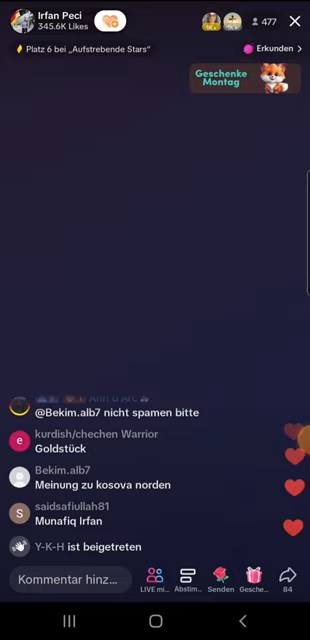 Irfan Peci
345.6K Likes
477
Platz 6 bei „Aufstrebende Stars“
Erkunden
Geschenke
Montag
@Bekim.alb7 nicht spamen bitte
kurdish/chechen Warrior
Goldstück
Bekim.alb7
Meinung zu kosova norden
saidsafiullah81
Munafiq Irfan
Y-K-H ist beigetreten
Kommentar hinz...
LIVE mi... Abstim... Senden Gesche... 84